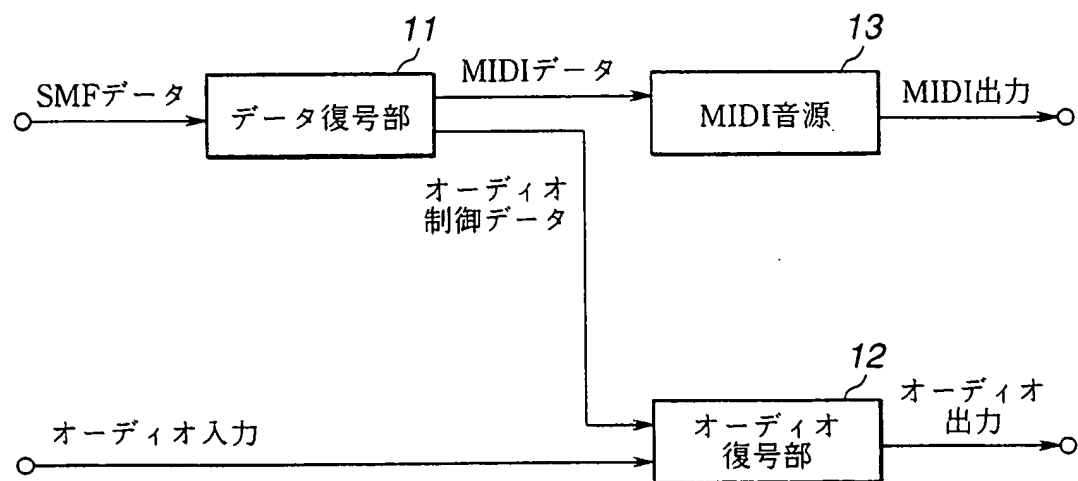 11
13
SMFデータ
データ復号部
MIDIデータ
MIDI音源
MIDI出力
オーディオ
制御データ
12
オーディオ入力
オーディオ
復号部
オーディオ
出力